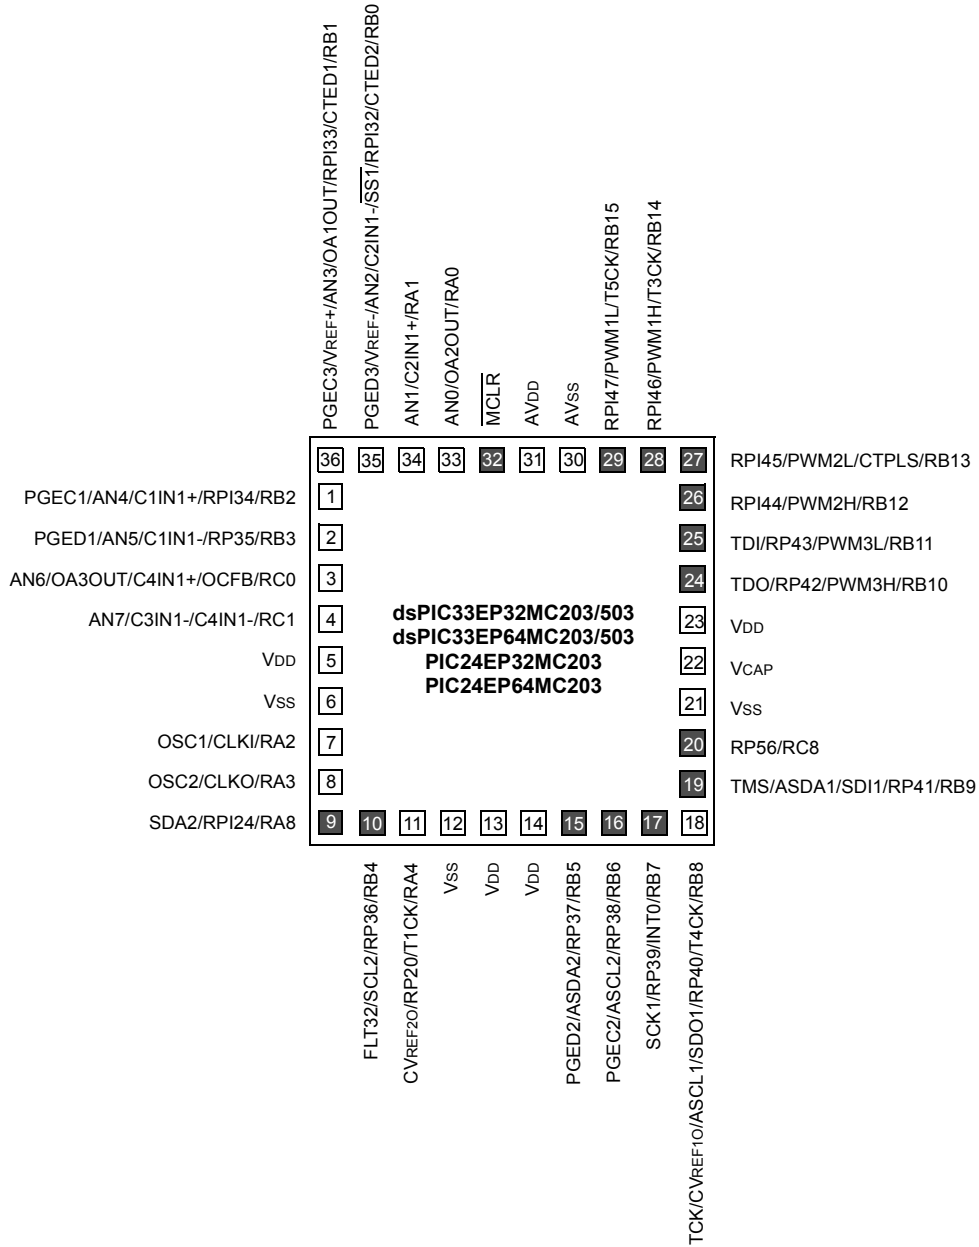 PGEC3/VREF+/AN3/OA1OUT/RPI33/CTED1/RB1
PGED3/VREF-/AN2/C2IN1-/SS1/RPI32/CTED2/RB0
AN1/C2IN1+/RA1
AN0/OA2OUT/RA0
MCLR
AVDD
AVSS
RPI47/PWM1L/T5CK/RB15
RPI46/PWM1H/T3CK/RB14
36 35 34 33 32 31 30 29 28 27 RPI45/PWM2L/CTPLS/RB13
PGEC1/AN4/C1IN1+/RPI34/RB2 1
26 RPI44/PWM2H/RB12
PGED1/AN5/C1IN1-/RP35/RB3 2
25 TDI/RP43/PWM3L/RB11
AN6/OA3OUT/C4IN1+/OCFB/RC0 3
24 TDO/RP42/PWM3H/RB10
AN7/C3IN1-/C4IN1-/RC1 4
23 VDD
dsPIC33EP32MC203/503
dsPIC33EP64MC203/503
PIC24EP32MC203
PIC24EP64MC203
VDD 5
22 VCAP
VSS 6
21 VSS
OSC1/CLKI/RA2 7
20 RP56/RC8
OSC2/CLKO/RA3 8
19 TMS/ASDA1/SDI1/RP41/RB9
SDA2/RPI24/RA8 9 10 11 12 13 14 15 16 17 18
FLT32/SCL2/RP36/RB4
CVREF2O/RP20/T1CK/RA4
VSS
VDD
VDD
PGED2/ASDA2/RP37/RB5
PGEC2/ASCL2/RP38/RB6
SCK1/RP39/INT0/RB7
TCK/CVREF1O/ASCL1/SDO1/RP40/T4CK/RB8